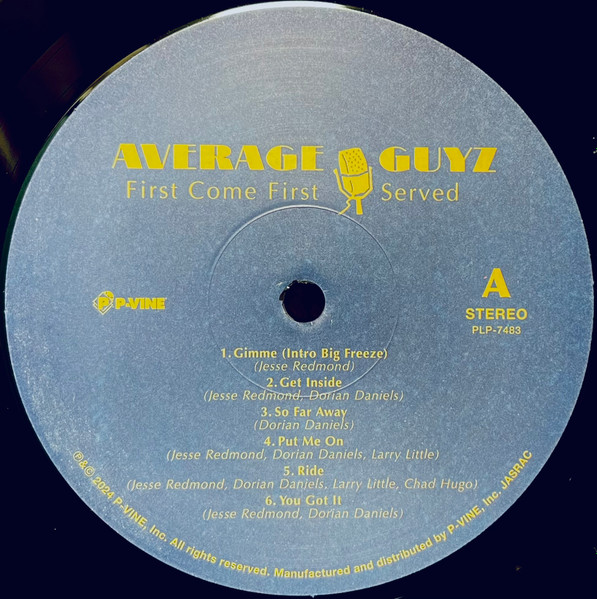 AVERAGE GUYZ
First Come First Served
P-VINE
A
STEREO
PLP-7483
1. Gimme (Intro Big Freeze)
(Jesse Redmond)
2. Get Inside
(Jesse Redmond, Dorian Daniels)
3. So Far Away
(Dorian Daniels)
4. Put Me On
(Jesse Redmond, Dorian Daniels, Larry Little)
5. Ride
(Jesse Redmond, Dorian Daniels, Larry Little, Chad Hugo)
6. You Got It
(Jesse Redmond, Dorian Daniels)
℗&© 2024 P-VINE, Inc. All rights reserved. Manufactured and distributed by P-VINE, Inc. JASRAC